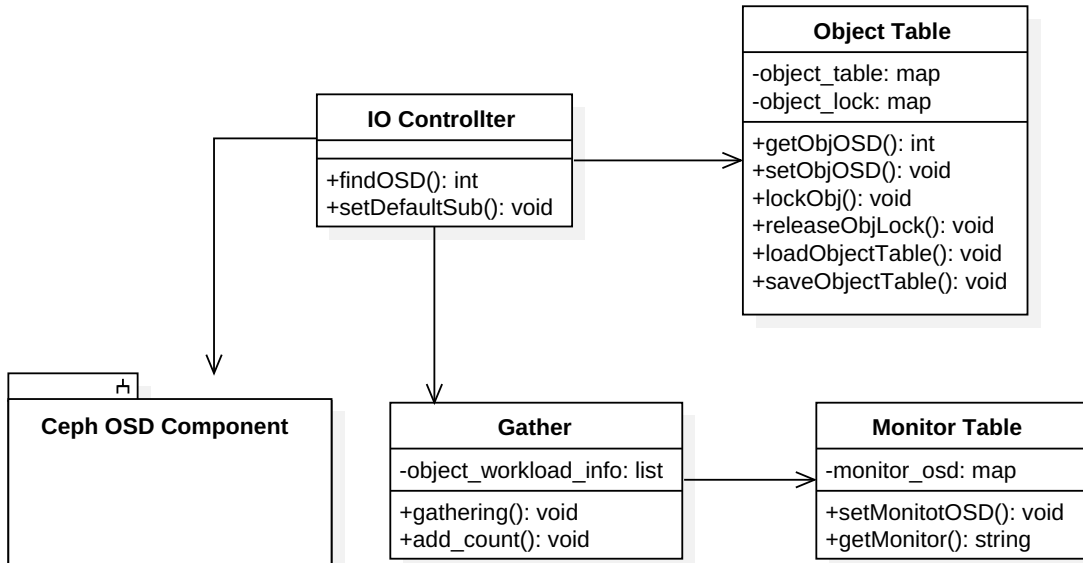 Object Table
-object_table: map
-object_lock: map
+getObjOSD(): int
+setObjOSD(): void
+lockObj(): void
+releaseObjLock(): void
+loadObjectTable(): void
+saveObjectTable(): void
IO Controllter
+findOSD(): int
+setDefaultSub(): void
Ceph OSD Component
Gather
-object_workload_info: list
+gathering(): void
+add_count(): void
Monitor Table
-monitor_osd: map
+setMonitotOSD(): void
+getMonitor(): string